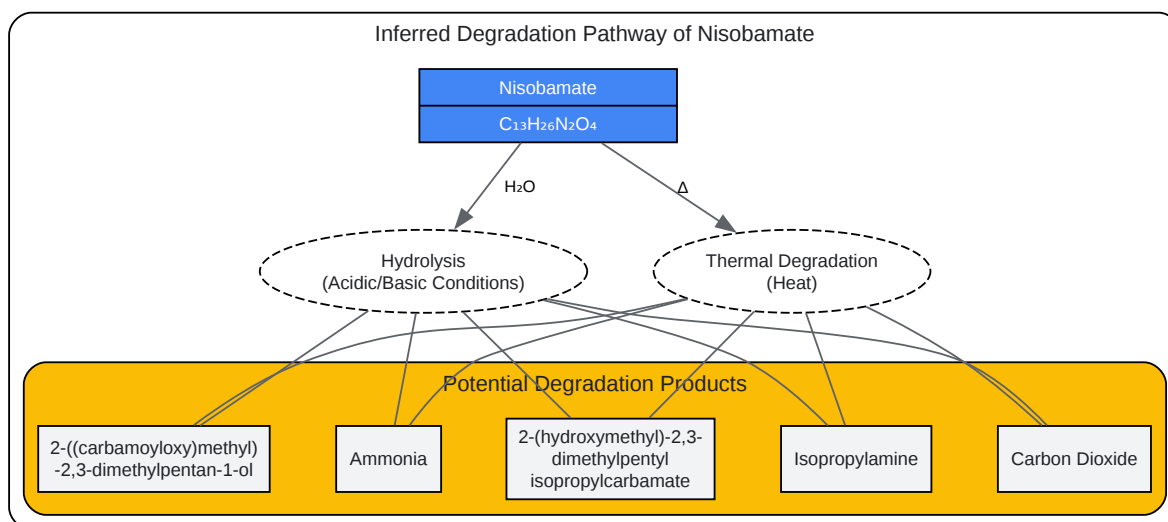 Inferred Degradation Pathway of Nisobamate
Nisobamate
C₁₃H₂₆N₂O₄
H₂O
Δ
Hydrolysis
(Acidic/Basic Conditions)
Thermal Degradation
(Heat)
Potential Degradation Products
2-((carbamoyloxy)methyl)
-2,3-dimethylpentan-1-ol
Ammonia
2-(hydroxymethyl)-2,3-
dimethylpentyl
isopropylcarbamate
Isopropylamine
Carbon Dioxide